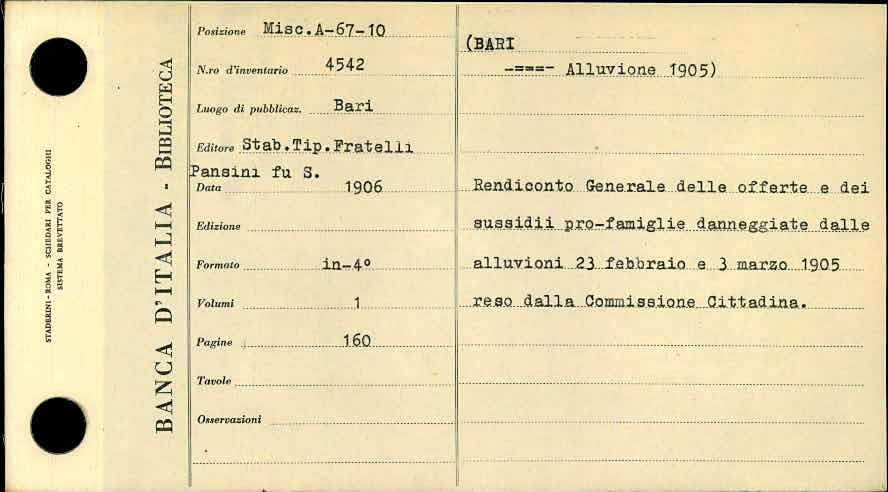 STADERINI - ROMA - SCHEDARI PER CATALOGHI
SISTEMA BREVETTATO
BANCA D'ITALIA - BIBLIOTECA
Posizione Misc.A-67-10
N.ro d'inventario 4542
Luogo di pubblicaz. Bari
Editore Stab.Tip.Fratelli
Pansini fu S.
Data 1906
Edizione
Formato in-4°
Volumi 1
Pagine 160
Tavole
Osservazioni
(BARI
-===- Alluvione 1905)
Rendiconto Generale delle offerte e dei
sussidii pro-famiglie danneggiate dalle
alluvioni 23 febbraio e 3 marzo 1905
reso dalla Commissione Cittadina.